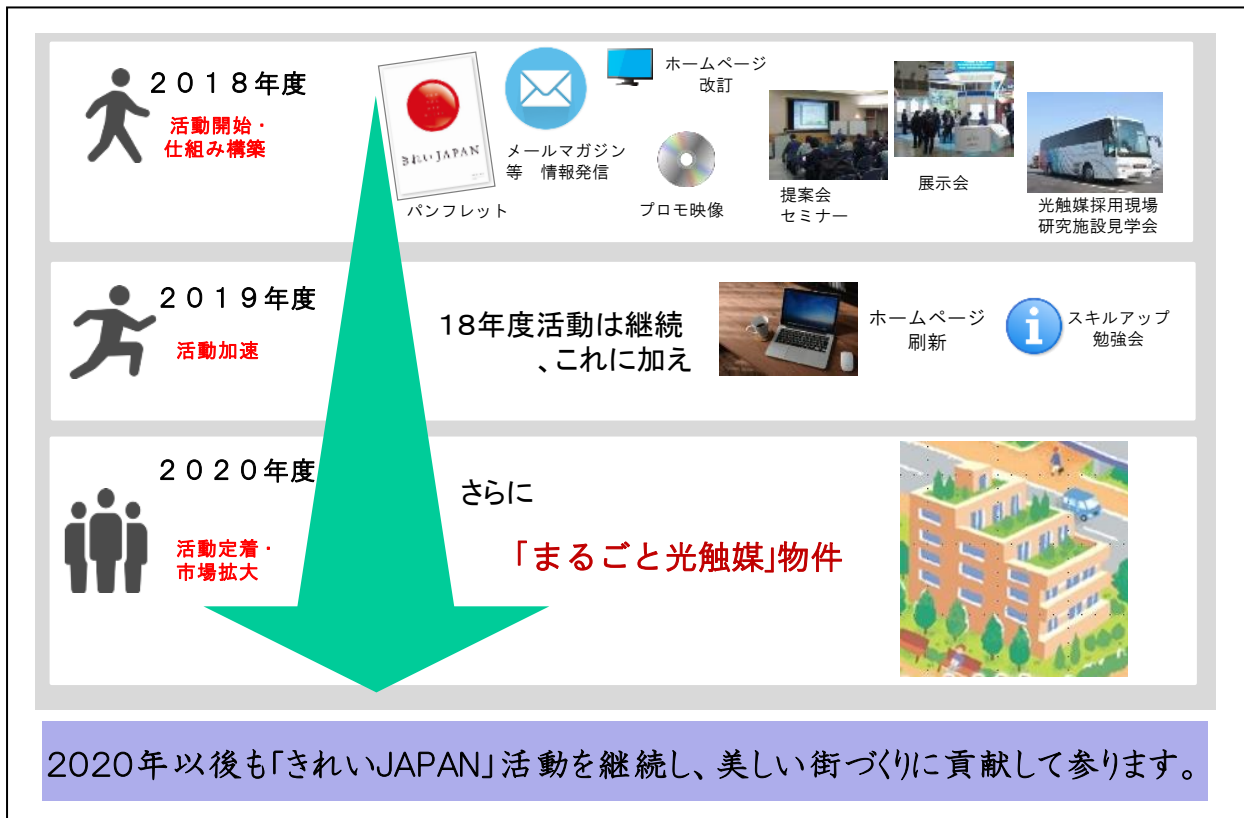 ２０１８年度
活動開始・
仕組み構築
きれいJAPAN
パンフレット
メールマガジン
等　情報発信
ホームページ
改訂
プロモ映像
提案会
セミナー
展示会
光触媒採用現場
研究施設見学会
２０１９年度
活動加速
18年度活動は継続
、これに加え
ホームページ
刷新
スキルアップ
勉強会
２０２０年度
活動定着・
市場拡大
さらに
「まるごと光触媒」物件
2020年以後も「きれいJAPAN」活動を継続し、美しい街づくりに貢献して参ります。